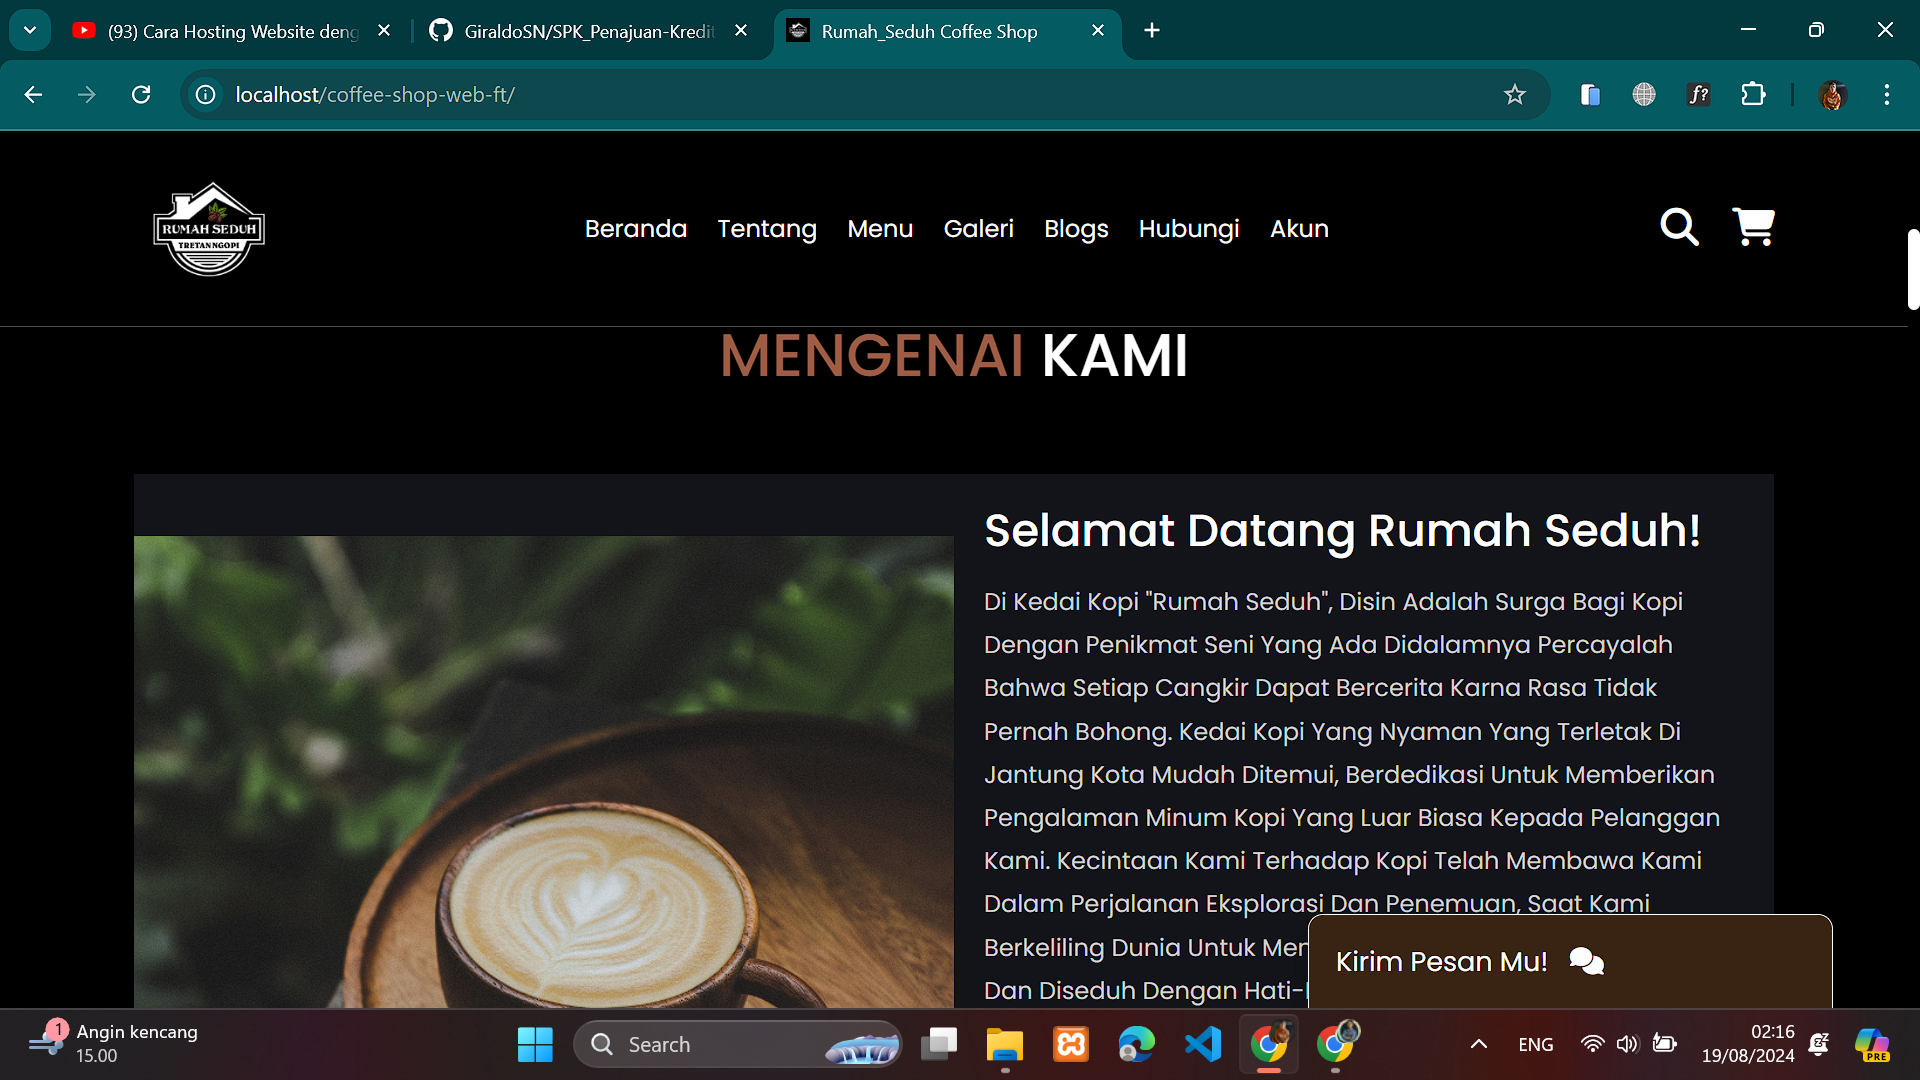 (93) Cara Hosting Website deng
GiraldoSN/SPK_Penajuan-Kredit
Rumah_Seduh Coffee Shop
localhost/coffee-shop-web-ft/
f?
RUMAH SEDUH
TRETAN NGOPI
Beranda Tentang Menu Galeri Blogs Hubungi Akun
MENGENAI KAMI
Selamat Datang Rumah Seduh!
Di Kedai Kopi "Rumah Seduh", Disin Adalah Surga Bagi Kopi
Dengan Penikmat Seni Yang Ada Didalamnya Percayalah
Bahwa Setiap Cangkir Dapat Bercerita Karna Rasa Tidak
Pernah Bohong. Kedai Kopi Yang Nyaman Yang Terletak Di
Jantung Kota Mudah Ditemui, Berdedikasi Untuk Memberikan
Pengalaman Minum Kopi Yang Luar Biasa Kepada Pelanggan
Kami. Kecintaan Kami Terhadap Kopi Telah Membawa Kami
Dalam Perjalanan Eksplorasi Dan Penemuan, Saat Kami
Berkeliling Dunia Untuk Men
Dan Diseduh Dengan Hati-
Kirim Pesan Mu!
1
Angin kencang
15.00
Search
ENG
02:16
19/08/2024
PRE